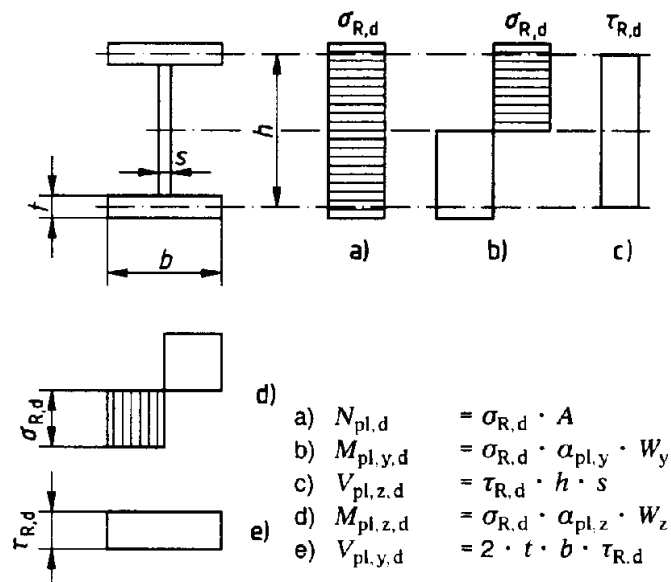 σR,d σR,d τR,d
h
s
t
b
a) b) c)
σR,d
d)
τR,d
e)
a) Npl,d = σR,d · A
b) Mpl,y,d = σR,d · αpl,y · Wy
c) Vpl,z,d = τR,d · h · s
d) Mpl,z,d = σR,d · αpl,z · Wz
e) Vpl,y,d = 2 · t · b · τR,d